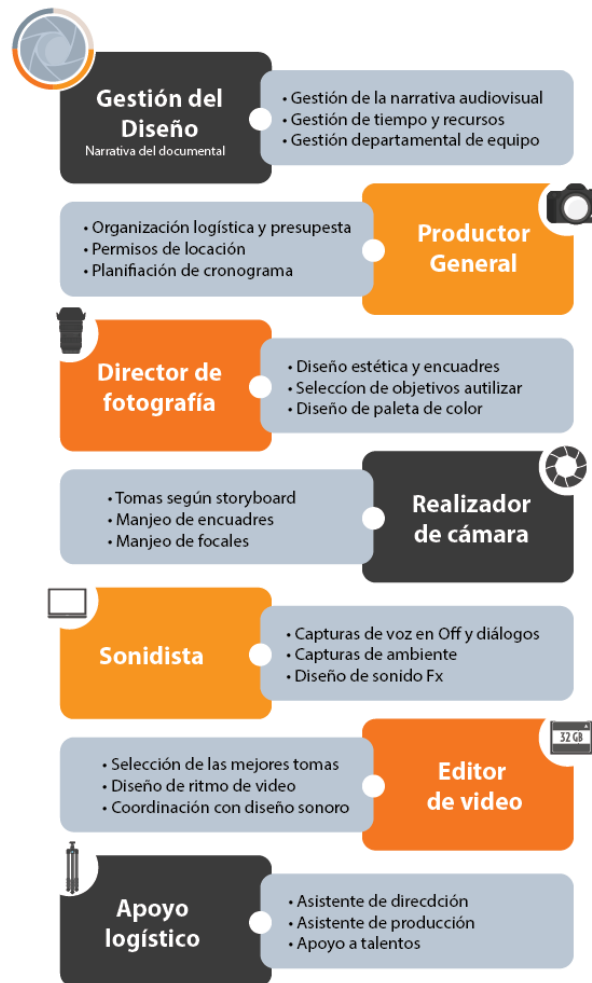 Gestión del
Diseño
Narrativa del documental
• Gestión de la narrativa audiovisual
• Gestión de tiempo y recursos
• Gestión departamental de equipo
• Organización logística y presupesta
• Permisos de locación
• Planifiación de cronograma
Productor
General
Director de
fotografía
• Diseño estética y encuadres
• Seleccíon de objetivos autilizar
• Diseño de paleta de color
• Tomas según storyboard
• Manjeo de encuadres
• Manjeo de focales
Realizador
de cámara
Sonidista
• Capturas de voz en Off y diálogos
• Capturas de ambiente
• Diseño de sonido Fx
• Selección de las mejores tomas
• Diseño de ritmo de video
• Coordinación con diseño sonoro
32 GB
Editor
de video
Apoyo
logístico
• Asistente de direcdción
• Asistente de producción
• Apoyo a talentos